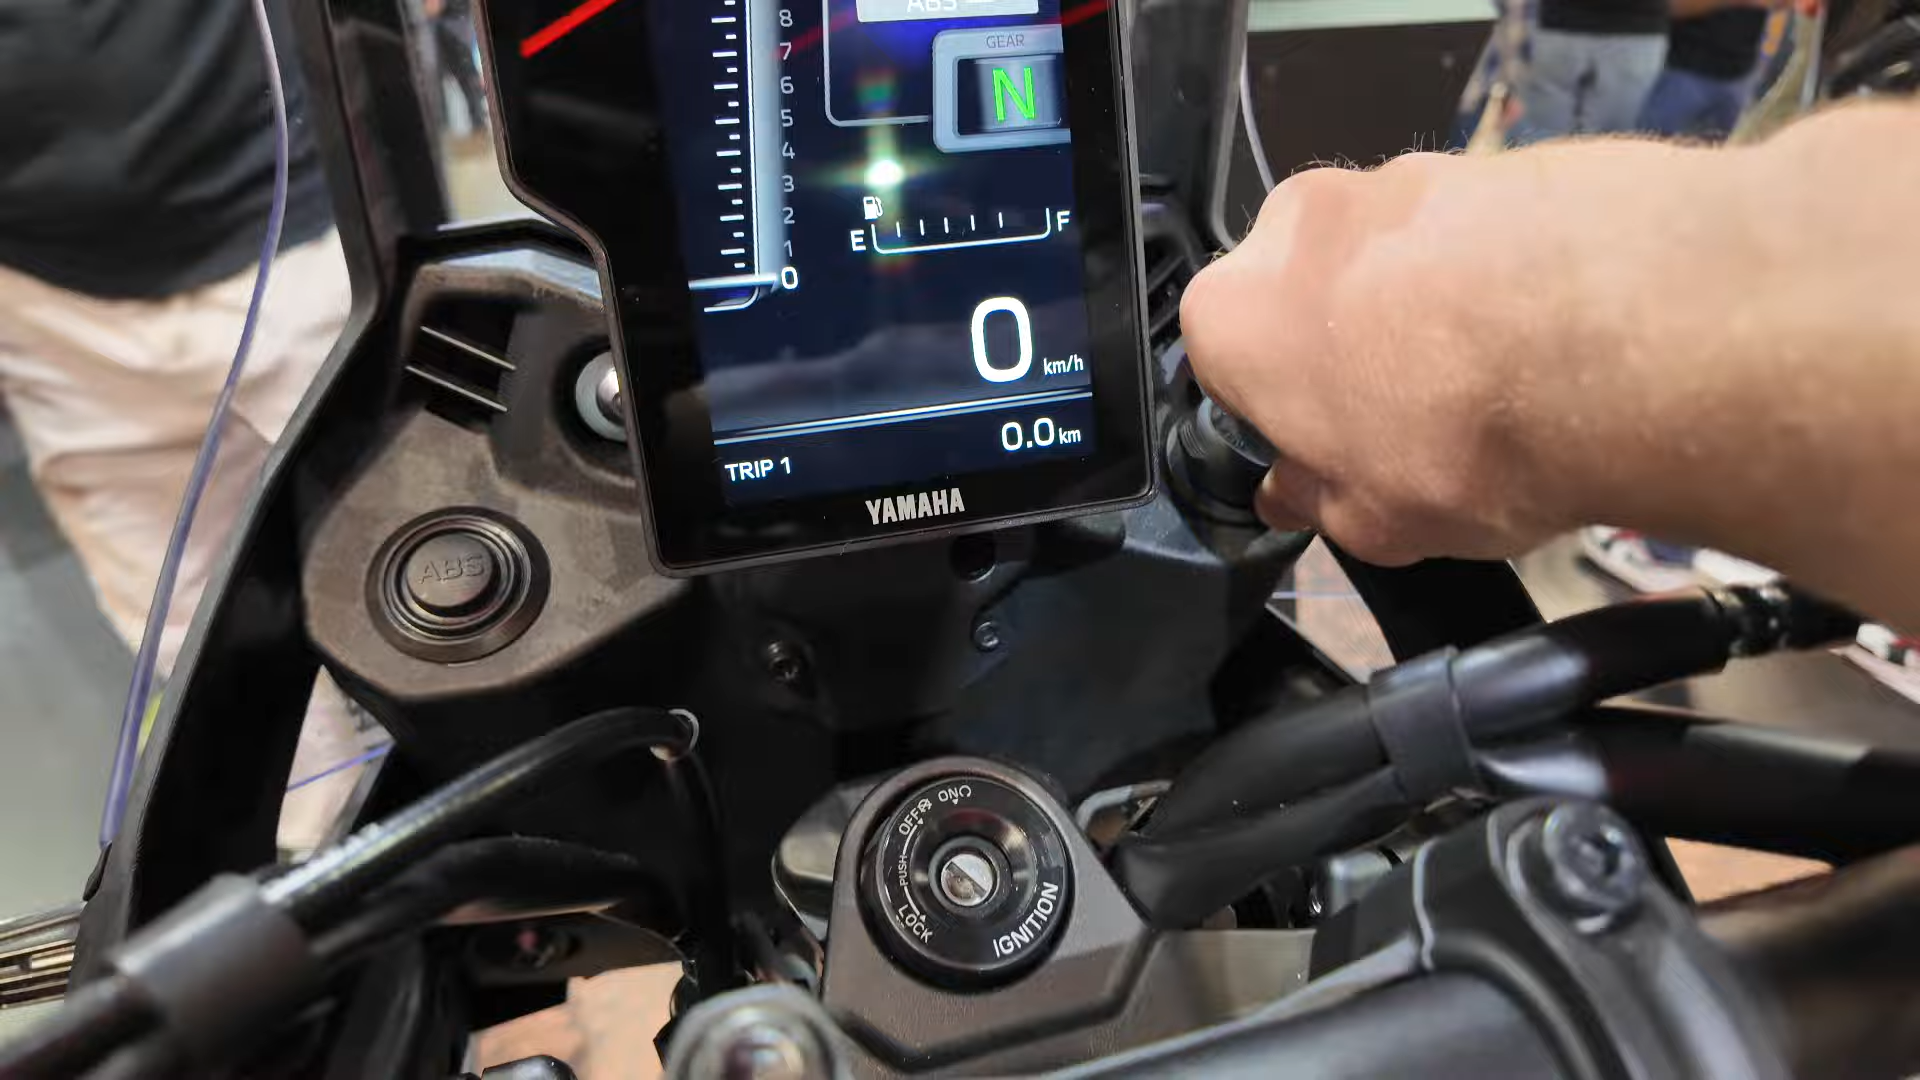 8
ABS
7
GEAR
6
N
5
4
3
2
1
E
F
0
0
km/h
0.0 km
TRIP 1
YAMAHA
ABS
ON
OFF
PUSH
LOCK
IGNITION